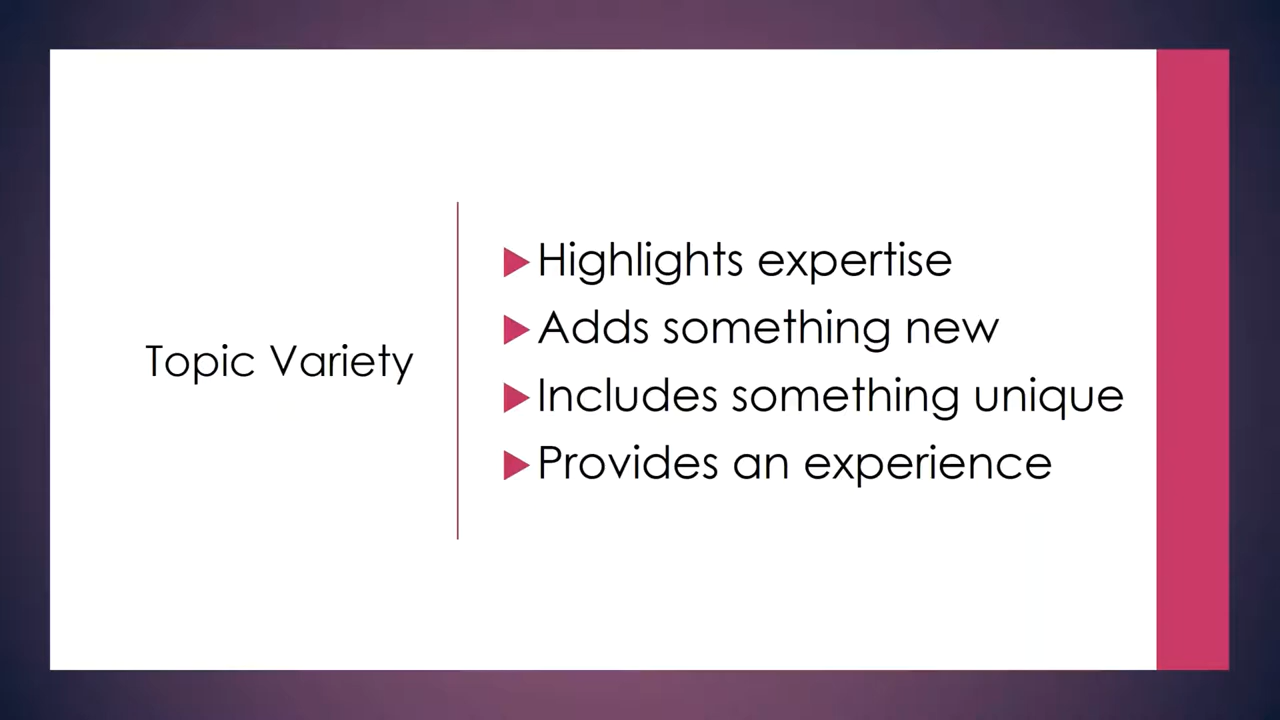 Topic Variety
Highlights expertise
Adds something new
Includes something unique
Provides an experience